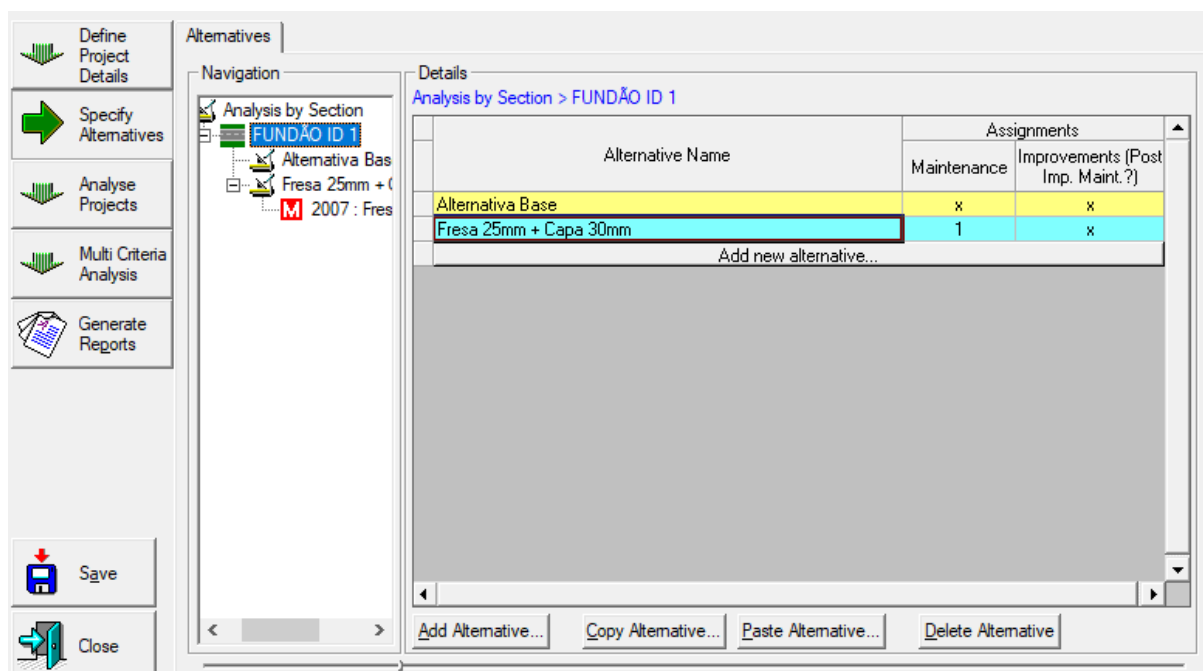 Define
Project
Details
Specify
Alternatives
Analyse
Projects
Multi Criteria
Analysis
Generate
Reports
Save
Close
Alternatives
Navigation
Analysis by Section
FUNDÃO ID 1
Alternativa Bas
Fresa 25mm + (
M 2007 : Fres
Details
Analysis by Section > FUNDÃO ID 1
Alternative Name
Assignments
Maintenance
Improvements (Post
Imp. Maint.?)
Alternativa Base x x
Fresa 25mm + Capa 30mm 1 x
Add new alternative...
Add Alternative... Copy Alternative... Paste Alternative... Delete Alternative